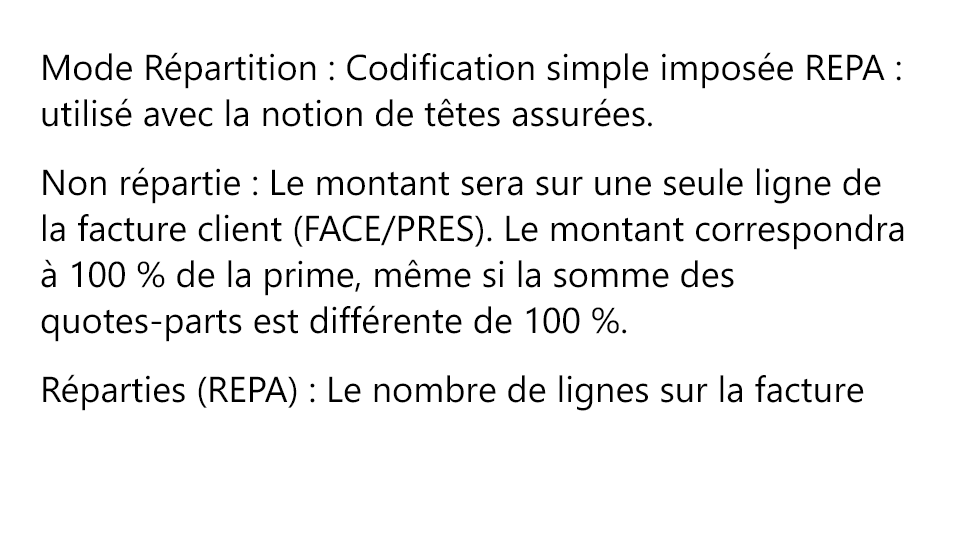 Mode Répartition : Codification simple imposée REPA :
utilisé avec la notion de têtes assurées.
Non répartie : Le montant sera sur une seule ligne de
la facture client (FACE/PRES). Le montant correspondra
à 100 % de la prime, même si la somme des
quotes-parts est différente de 100 %.
Réparties (REPA) : Le nombre de lignes sur la facture